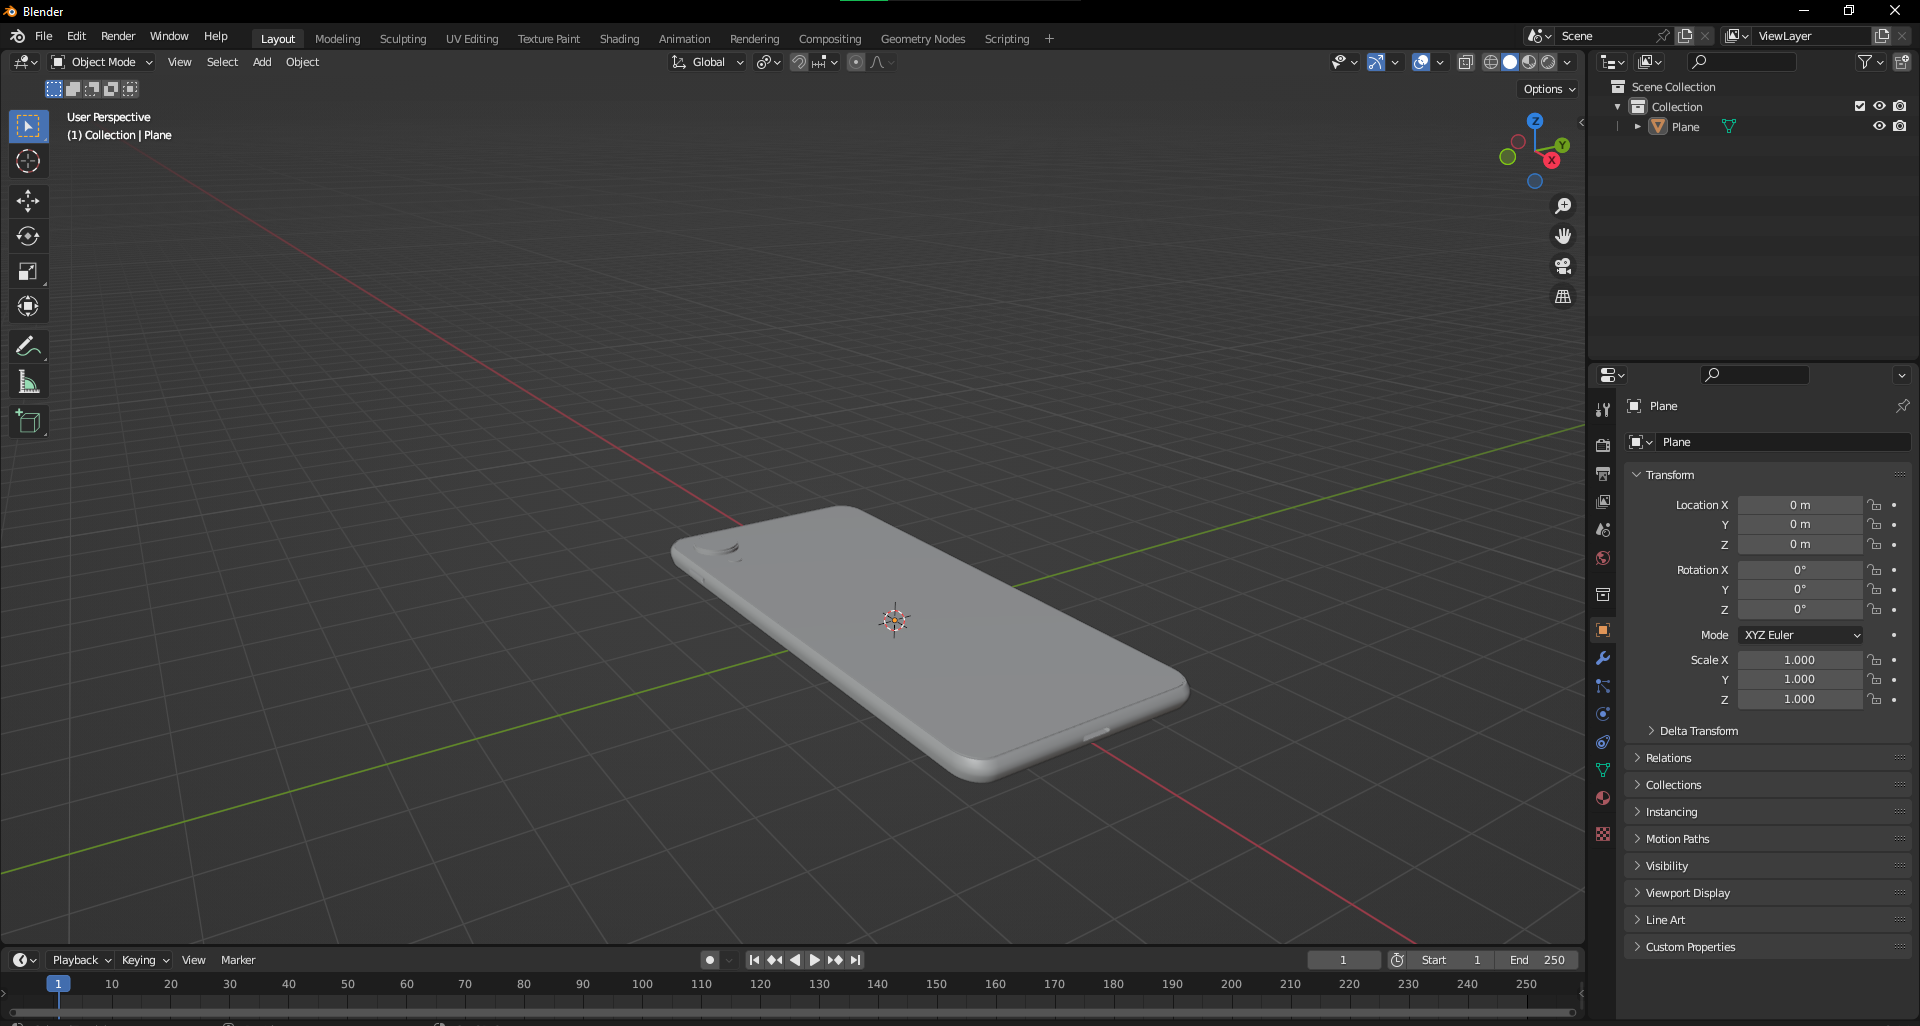 Blender
File Edit Render Window Help Layout Modeling Sculpting UV Editing Texture Paint Shading Animation Rendering Compositing Geometry Nodes Scripting + Scene ViewLayer
Object Mode View Select Add Object Global
Options
User Perspective
(1) Collection | Plane
Z
Y
X
Scene Collection
Collection
Plane
Plane
Plane
Transform
Location X 0 m
Y 0 m
Z 0 m
Rotation X 0°
Y 0°
Z 0°
Mode XYZ Euler
Scale X 1.000
Y 1.000
Z 1.000
Delta Transform
Relations
Collections
Instancing
Motion Paths
Visibility
Viewport Display
Line Art
Custom Properties
Playback Keying View Marker 1 Start 1 End 250
1 10 20 30 40 50 60 70 80 90 100 110 120 130 140 150 160 170 180 190 200 210 220 230 240 250